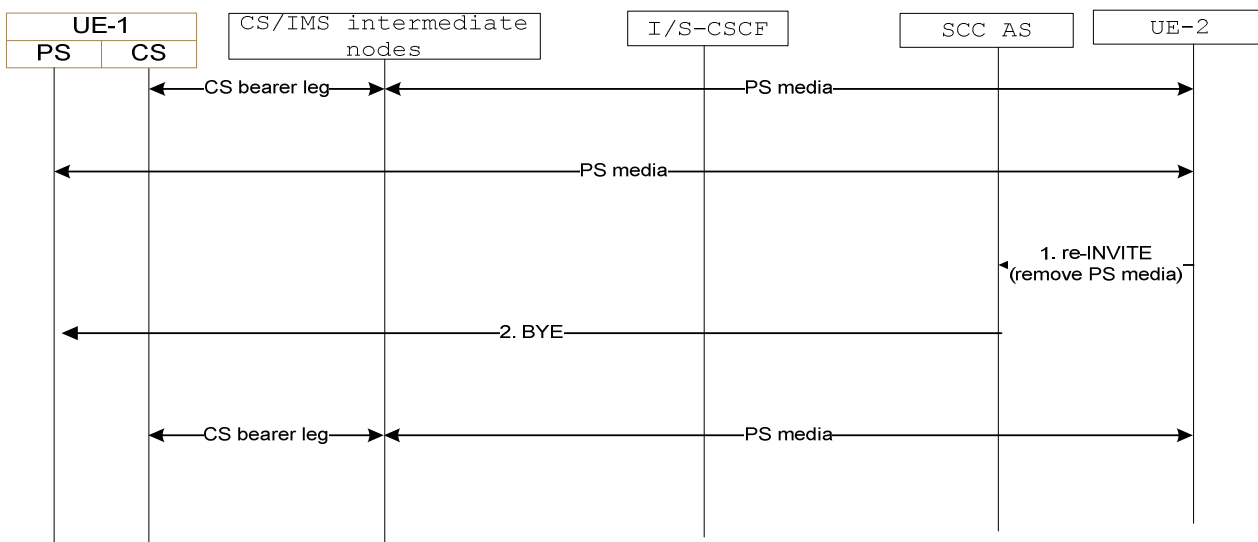 UE-1
PS
CS
CS/IMS intermediate
nodes
I/S-CSCF
SCC AS
UE-2
CS bearer leg
PS media
PS media
1. re-INVITE
(remove PS media)
2. BYE
CS bearer leg
PS media